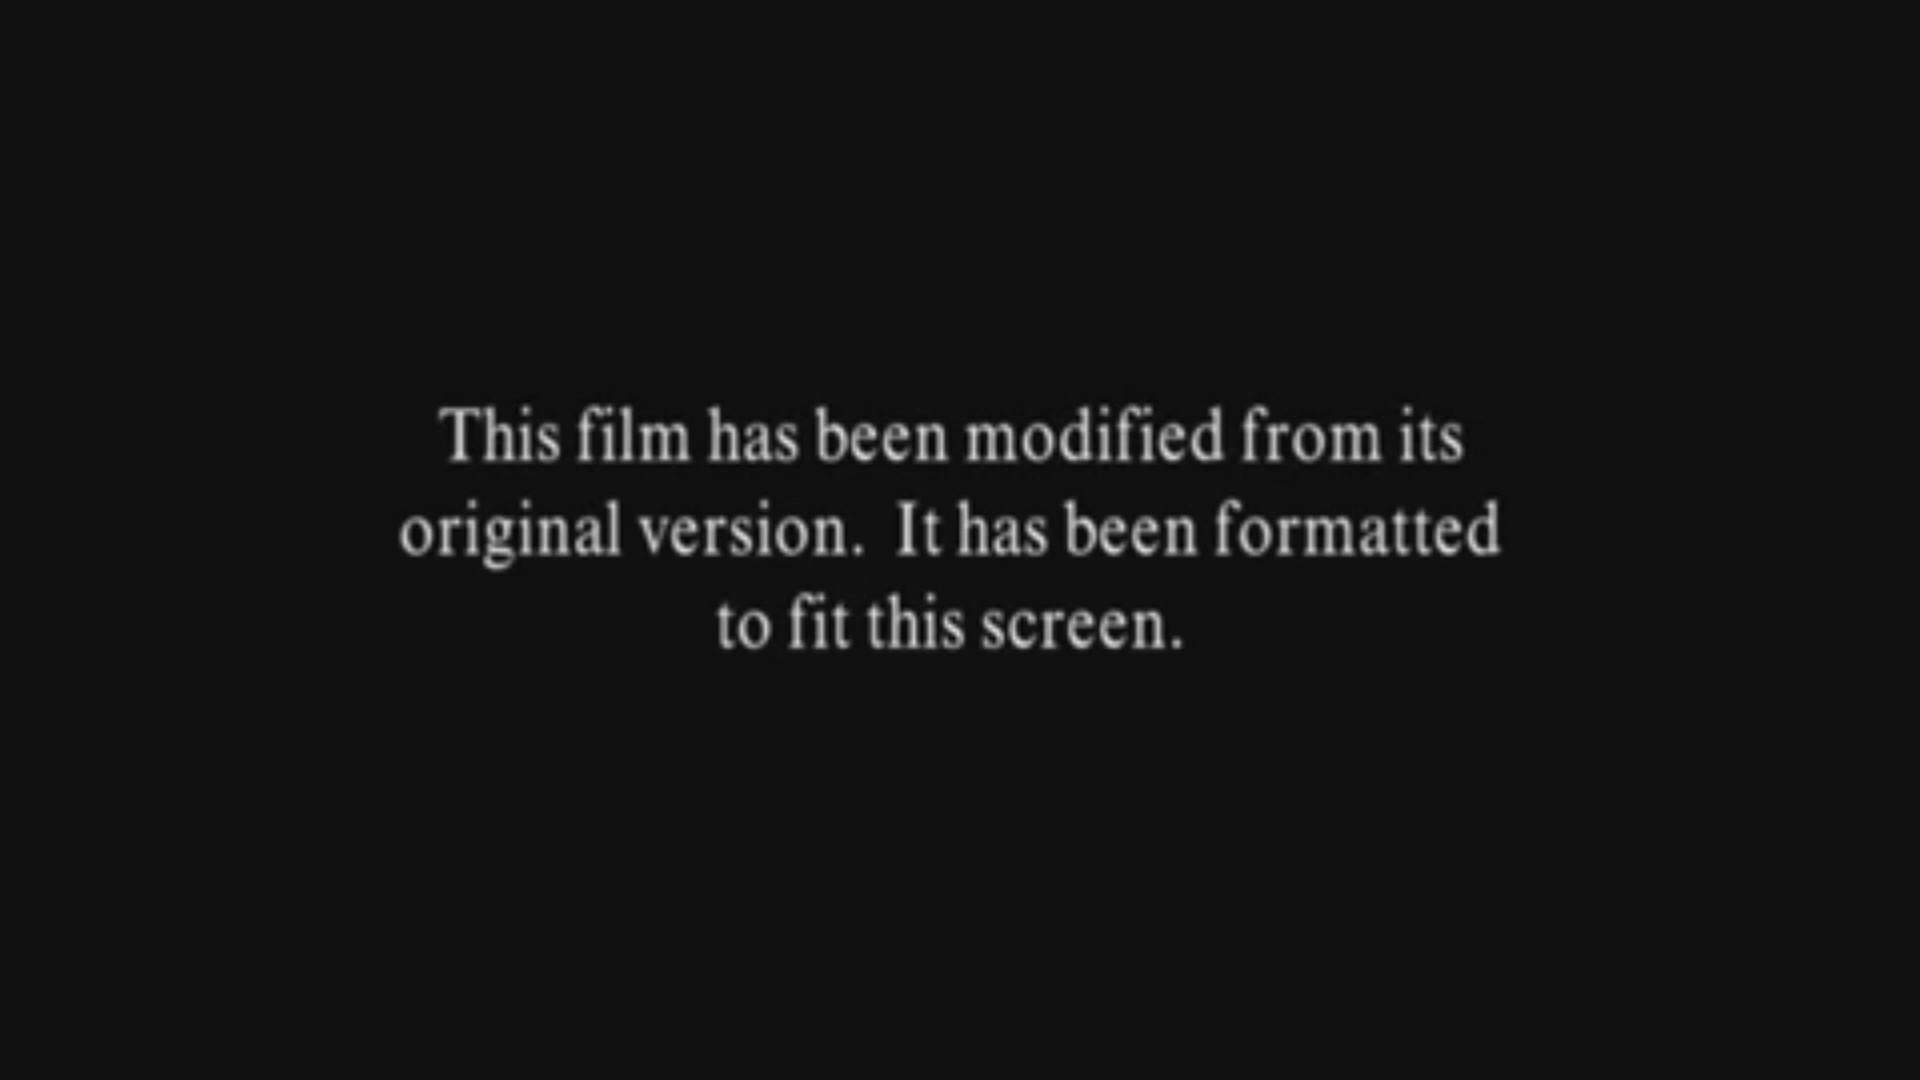 This film has been modified from its
original version.  It has been formatted
to fit this screen.